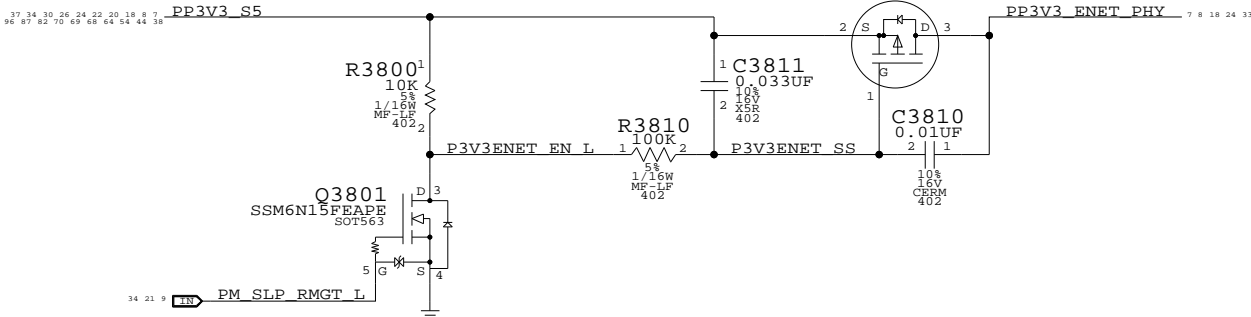 37 34 30 26 24 22 20 18 8 7
96 87 82 70 69 68 64 54 44 38
PP3V3_S5
PP3V3_ENET_PHY
7 8 18 24 33
2
S
D
3
G
1
R3800
1
10K
5%
1/16W
MF-LF
402
2
1
C3811
0.033UF
10%
16V
X5R
402
2
R3810
100K
1
2
5%
1/16W
MF-LF
402
P3V3ENET_EN_L
P3V3ENET_SS
C3810
0.01UF
2
1
10%
16V
CERM
402
Q3801
SSM6N15FEAPE
SOT563
D
3
5
G
S
4
34 21 9
IN
PM_SLP_RMGT_L